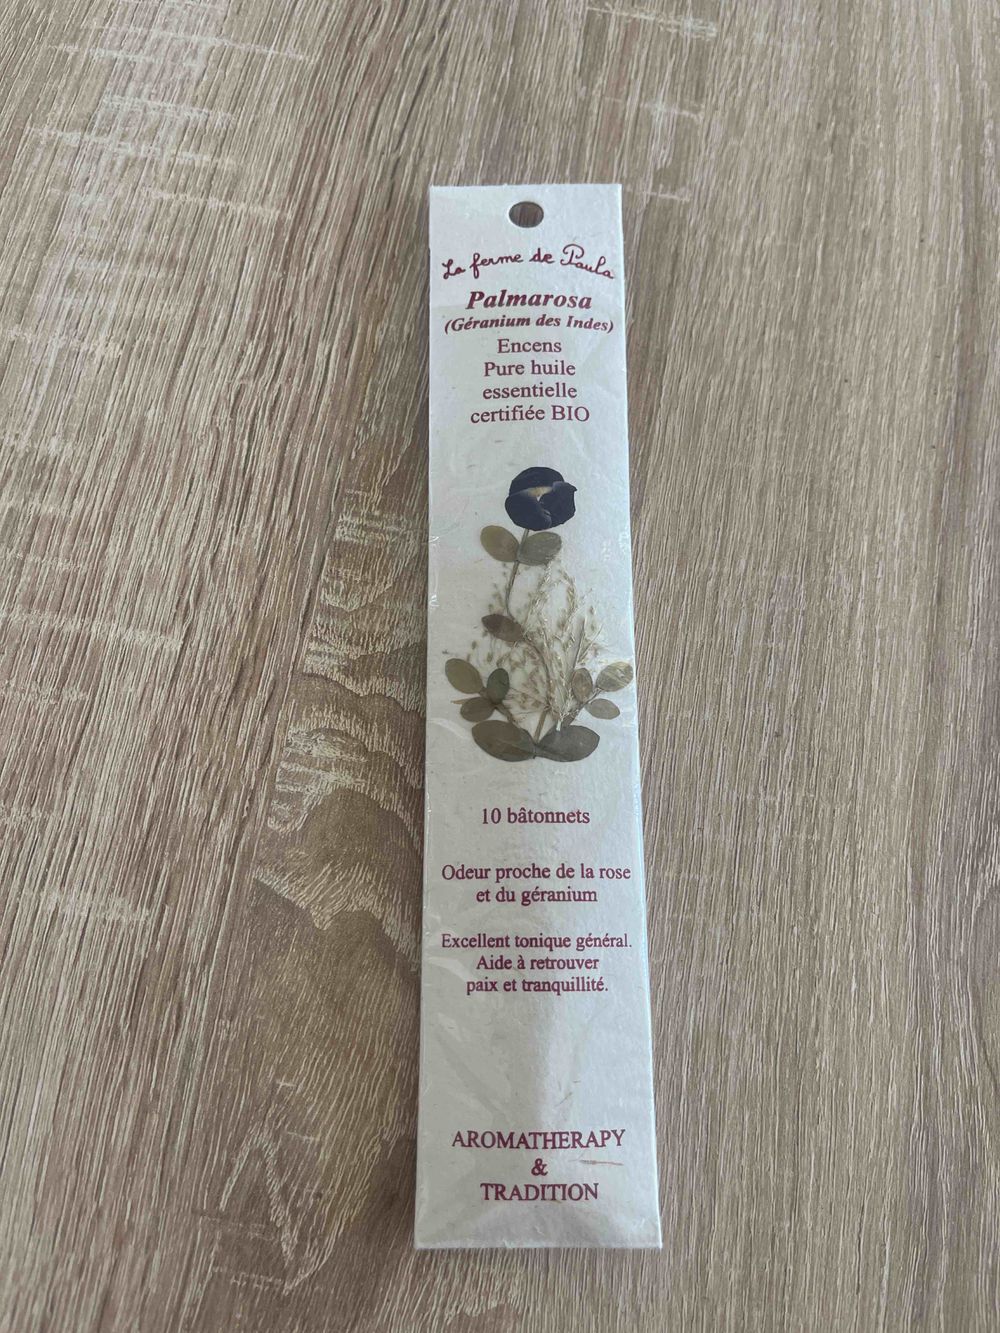 La ferme de Paula
Palmarosa
(Géranium des Indes)
Encens
Pure huile
essentielle
certifiée BIO
10 bâtonnets
Odeur proche de la rose
et du géranium
Excellent tonique général.
Aide à retrouver
paix et tranquillité.
AROMATHERAPY
&
TRADITION